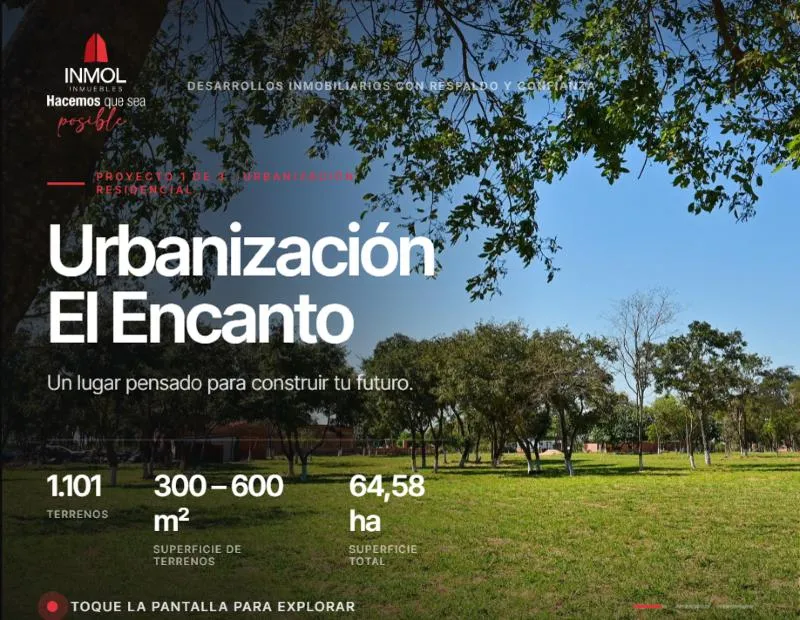 INMOL
INMUEBLES
Hacemos que sea
posible
DESARROLLOS INMOBILIARIOS CON RESPALDO Y CONFIANZA
PROYECTO 1 DE 3 · URBANIZACIÓN
RESIDENCIAL
Urbanización
El Encanto
Un lugar pensado para construir tu futuro.
1.101
TERRENOS
300 – 600
m²
SUPERFICIE DE
TERRENOS
64,58
ha
SUPERFICIE
TOTAL
TOQUE LA PANTALLA PARA EXPLORAR